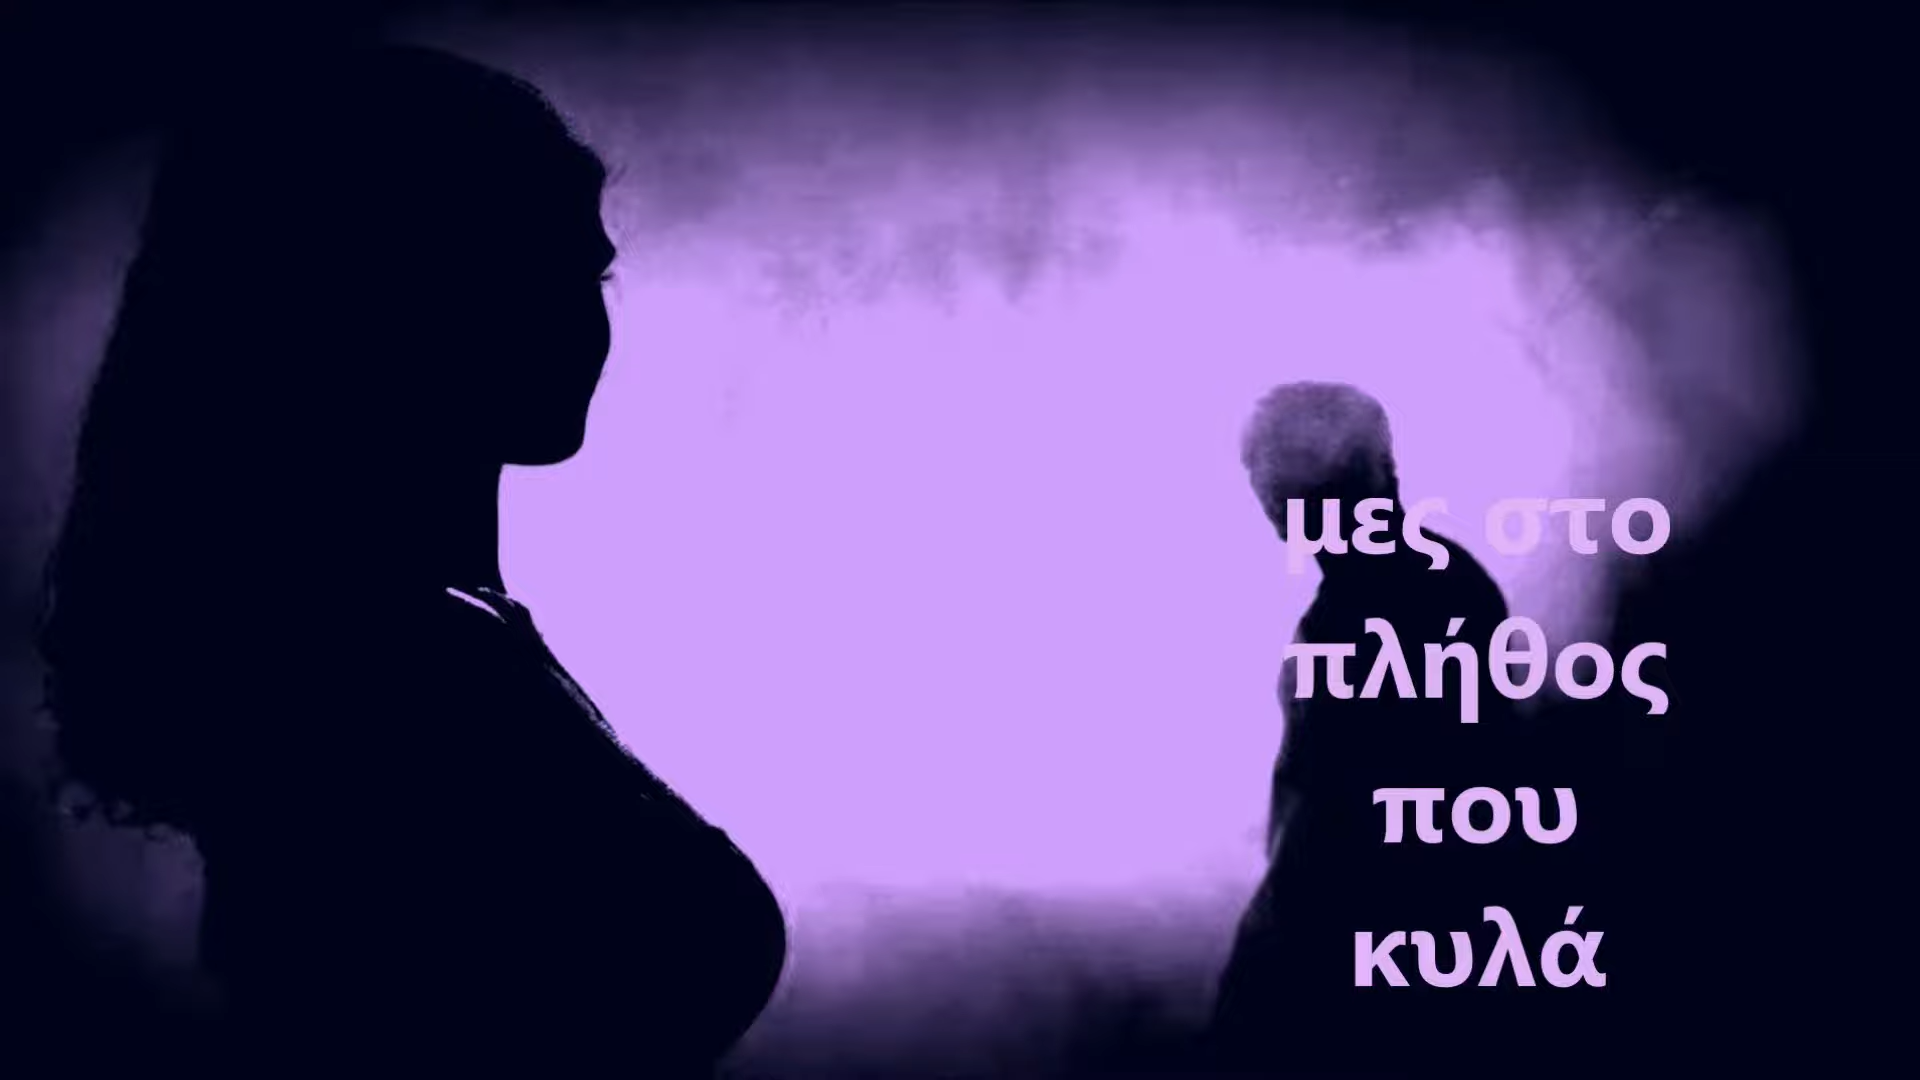 μες στο
πλήθος
που
κυλά